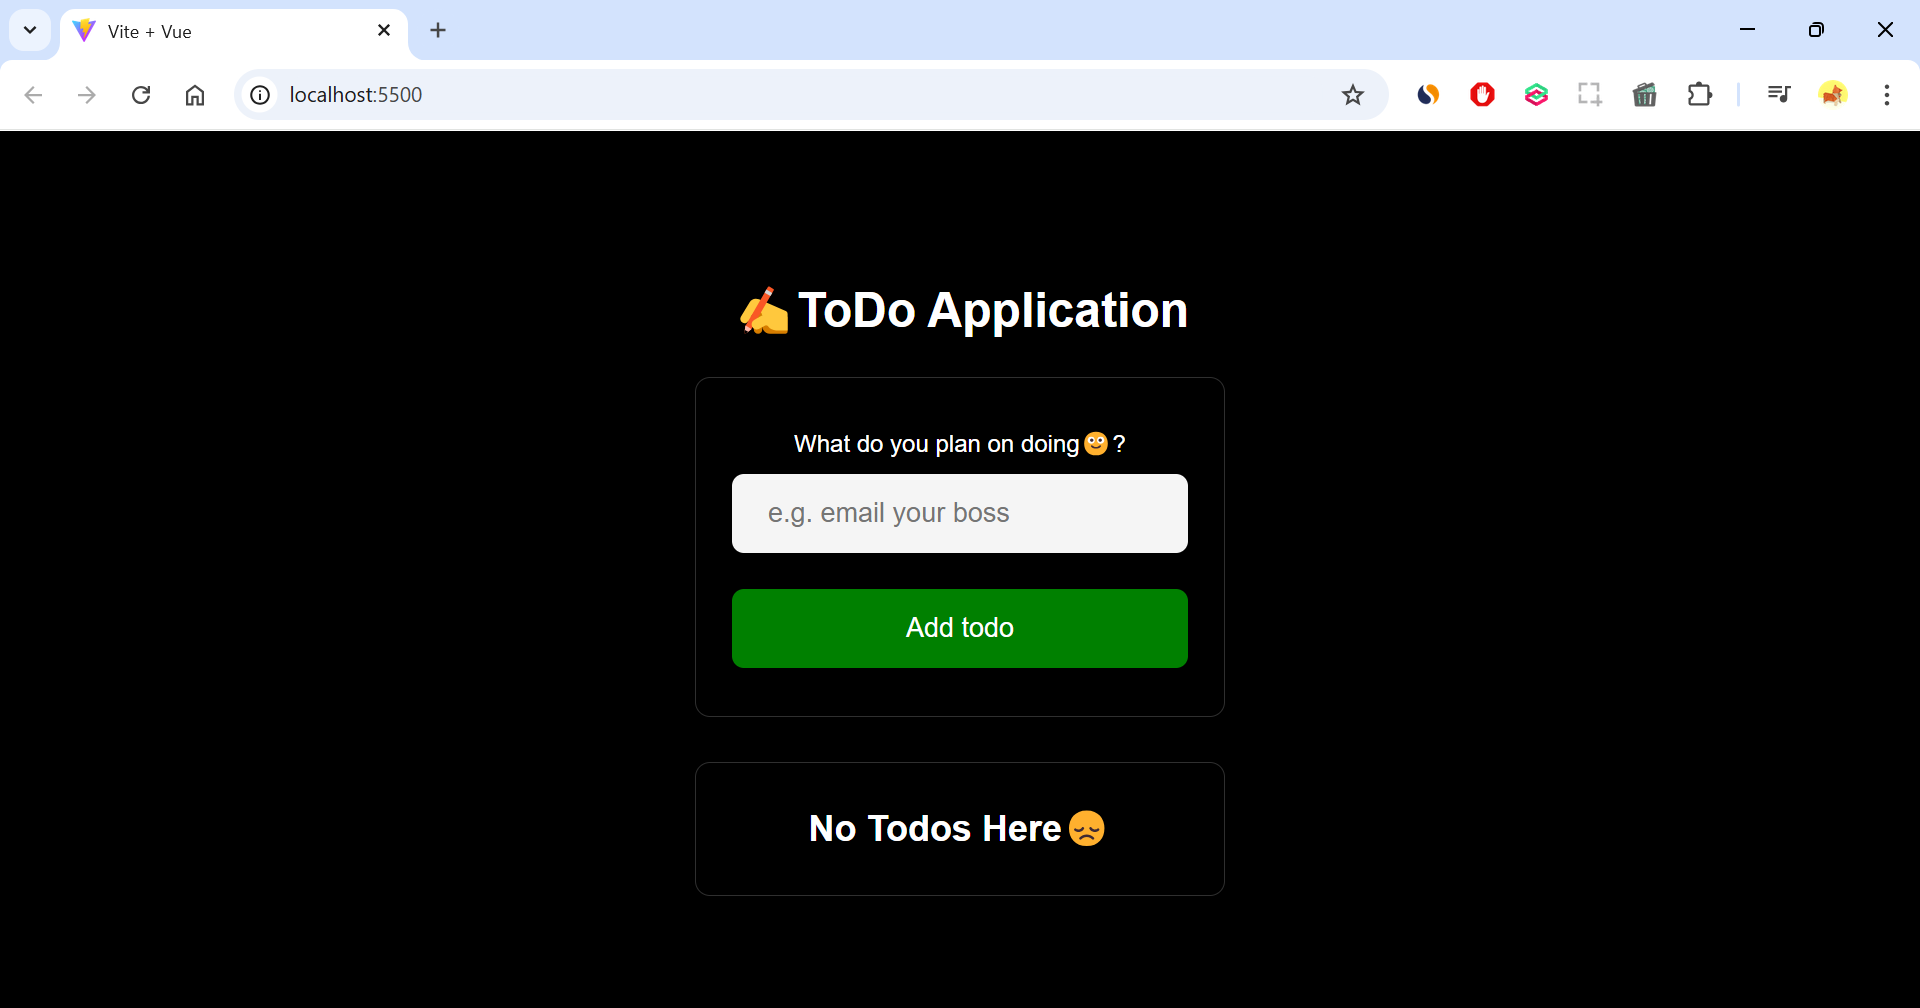 Vite + Vue
localhost:5500
✍️ToDo Application
What do you plan on doing🙂?
e.g. email your boss
Add todo
No Todos Here😞